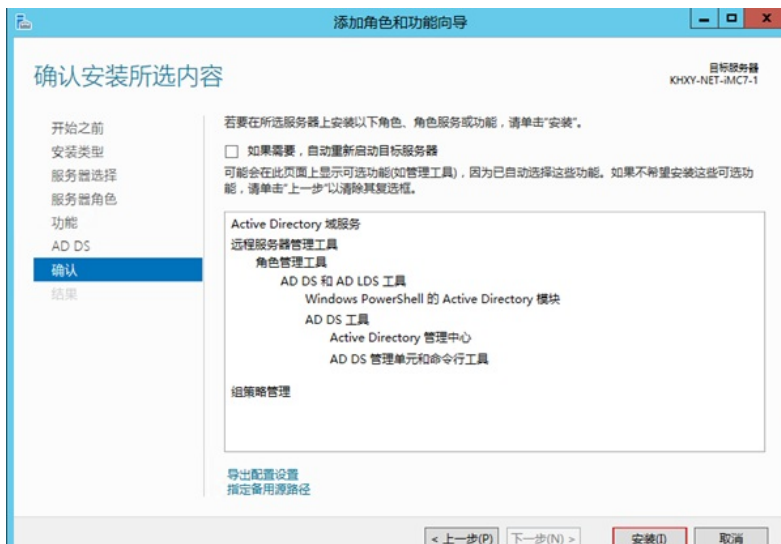 添加角色和功能向导
确认安装所选内容
目标服务器
KHXY-NET-iMC7-1
开始之前
安装类型
服务器选择
服务器角色
功能
AD DS
确认
结果
若要在所选服务器上安装以下角色、角色服务或功能，请单击"安装"。
如果需要，自动重新启动目标服务器
可能会在此页面上显示可选功能(如管理工具)，因为已自动选择这些功能。如果不希望安装这些可选功
能，请单击"上一步"以清除其复选框。
Active Directory 域服务
远程服务器管理工具
角色管理工具
AD DS 和 AD LDS 工具
Windows PowerShell 的 Active Directory 模块
AD DS 工具
Active Directory 管理中心
AD DS 管理单元和命令行工具
组策略管理
导出配置设置
指定备用源路径
< 上一步(P)
下一步(N) >
安装(I)
取消